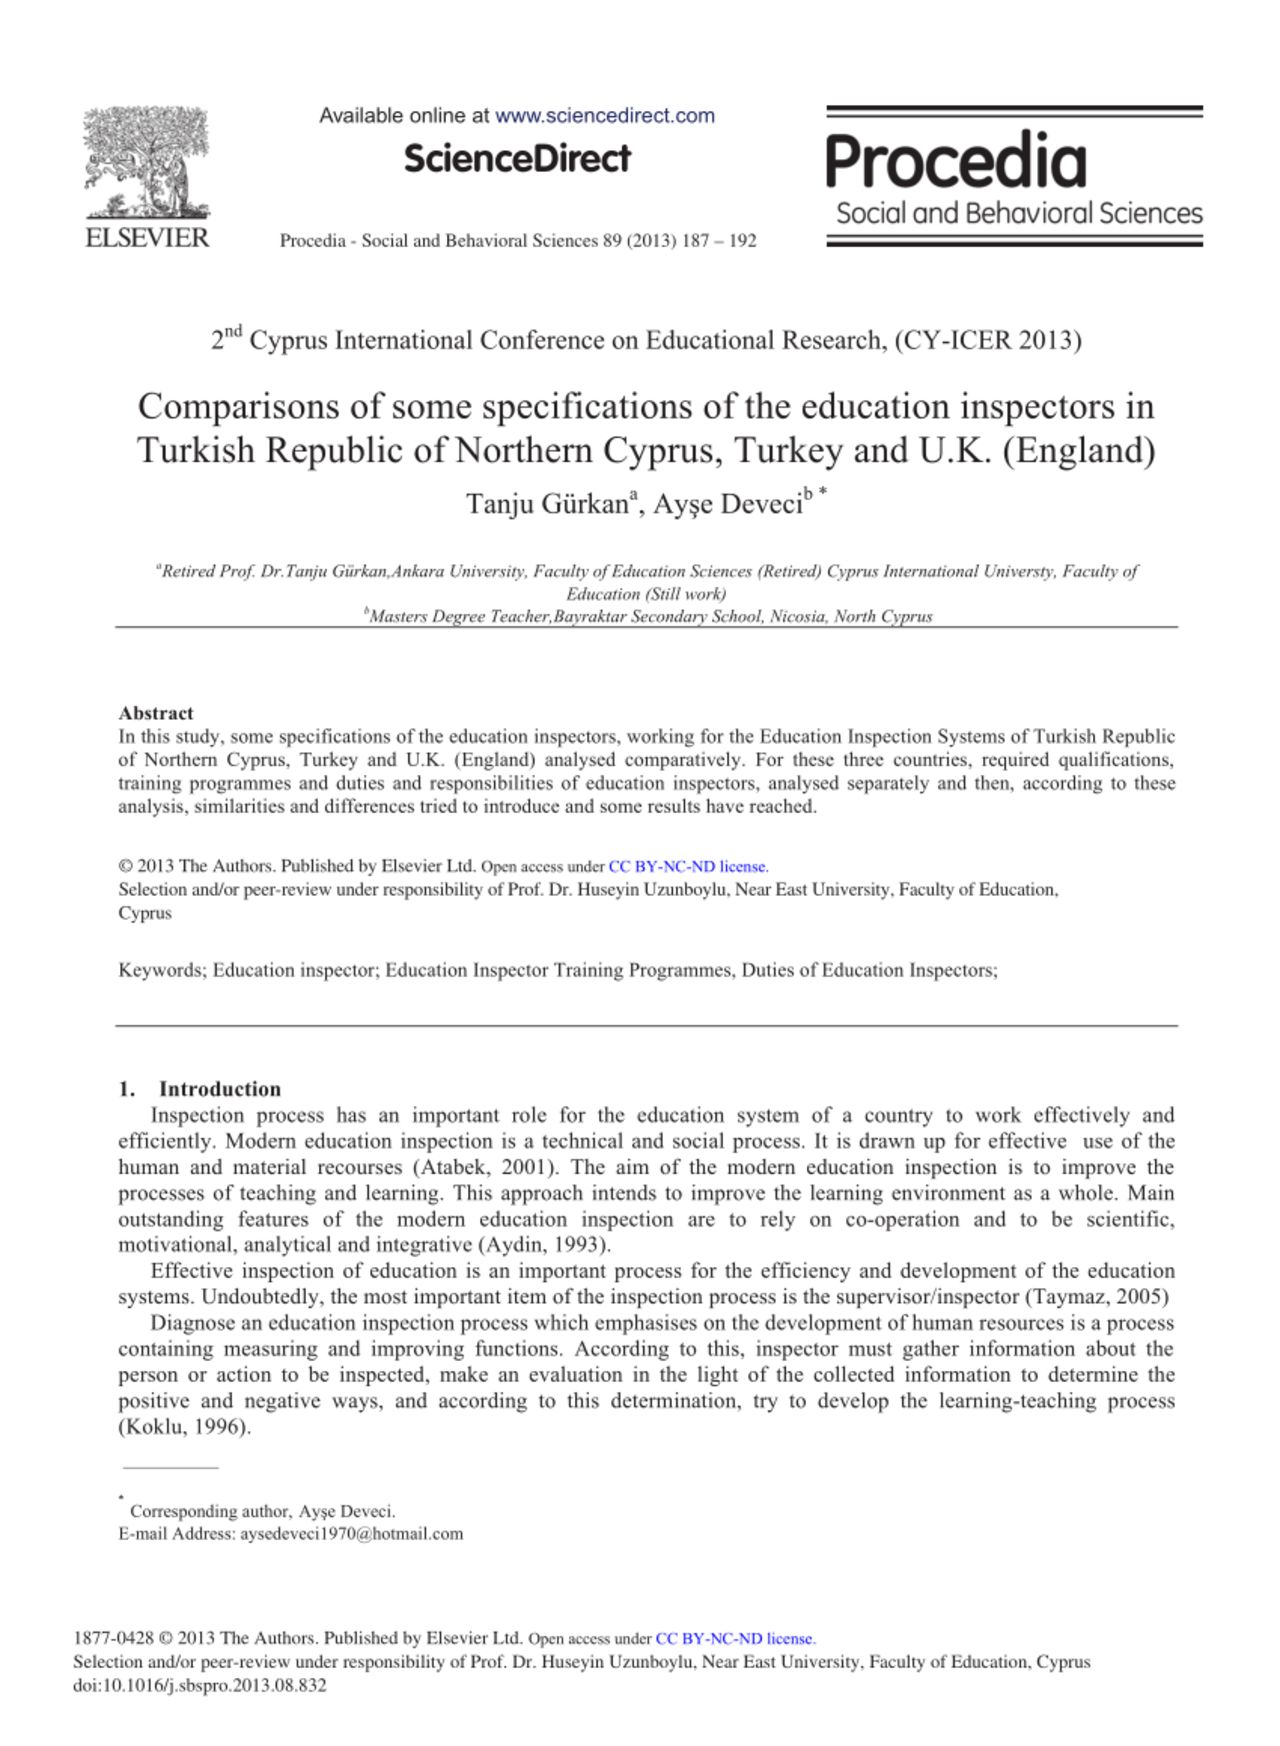 Available online at www.sciencedirect.com
ScienceDirect
ELSEVIER
Procedia - Social and Behavioral Sciences 89 (2013) 187 – 192
Procedia
Social and Behavioral Sciences
2nd Cyprus International Conference on Educational Research, (CY-ICER 2013)
Comparisons of some specifications of the education inspectors in
Turkish Republic of Northern Cyprus, Turkey and U.K. (England)
Tanju Gürkana, Ayşe Devecib *
aRetired Prof. Dr.Tanju Gürkan,Ankara University, Faculty of Education Sciences (Retired) Cyprus International Universty, Faculty of
Education (Still work)
bMasters Degree Teacher,Bayraktar Secondary School, Nicosia, North Cyprus
Abstract
In this study, some specifications of the education inspectors, working for the Education Inspection Systems of Turkish Republic
of Northern Cyprus, Turkey and U.K. (England) analysed comparatively. For these three countries, required qualifications,
training programmes and duties and responsibilities of education inspectors, analysed separately and then, according to these
analysis, similarities and differences tried to introduce and some results have reached.
© 2013 The Authors. Published by Elsevier Ltd. Open access under CC BY-NC-ND license.
Selection and/or peer-review under responsibility of Prof. Dr. Huseyin Uzunboylu, Near East University, Faculty of Education,
Cyprus
Keywords; Education inspector; Education Inspector Training Programmes, Duties of Education Inspectors;
1. Introduction
Inspection process has an important role for the education system of a country to work effectively and
efficiently. Modern education inspection is a technical and social process. It is drawn up for effective use of the
human and material recourses (Atabek, 2001). The aim of the modern education inspection is to improve the
processes of teaching and learning. This approach intends to improve the learning environment as a whole. Main
outstanding features of the modern education inspection are to rely on co-operation and to be scientific,
motivational, analytical and integrative (Aydin, 1993).
Effective inspection of education is an important process for the efficiency and development of the education
systems. Undoubtedly, the most important item of the inspection process is the supervisor/inspector (Taymaz, 2005)
Diagnose an education inspection process which emphasises on the development of human resources is a process
containing measuring and improving functions. According to this, inspector must gather information about the
person or action to be inspected, make an evaluation in the light of the collected information to determine the
positive and negative ways, and according to this determination, try to develop the learning-teaching process
(Koklu, 1996).
* Corresponding author, Ayşe Deveci.
E-mail Address: aysedeveci1970@hotmail.com
1877-0428 © 2013 The Authors. Published by Elsevier Ltd. Open access under CC BY-NC-ND license.
Selection and/or peer-review under responsibility of Prof. Dr. Huseyin Uzunboylu, Near East University, Faculty of Education, Cyprus
doi:10.1016/j.sbspro.2013.08.832